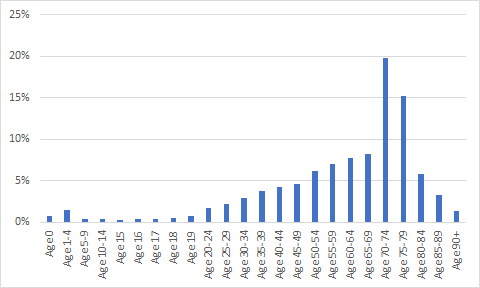 25%
20%
15%
10%
5%
0%
Age 0
Age 1-4
Age 5-9
Age 10-14
Age 15
Age 16
Age 17
Age 18
Age 19
Age 20-24
Age 25-29
Age 30-34
Age 35-39
Age 40-44
Age 45-49
Age 50-54
Age 55-59
Age 60-64
Age 65-69
Age 70-74
Age 75-79
Age 80-84
Age 85-89
Age 90+